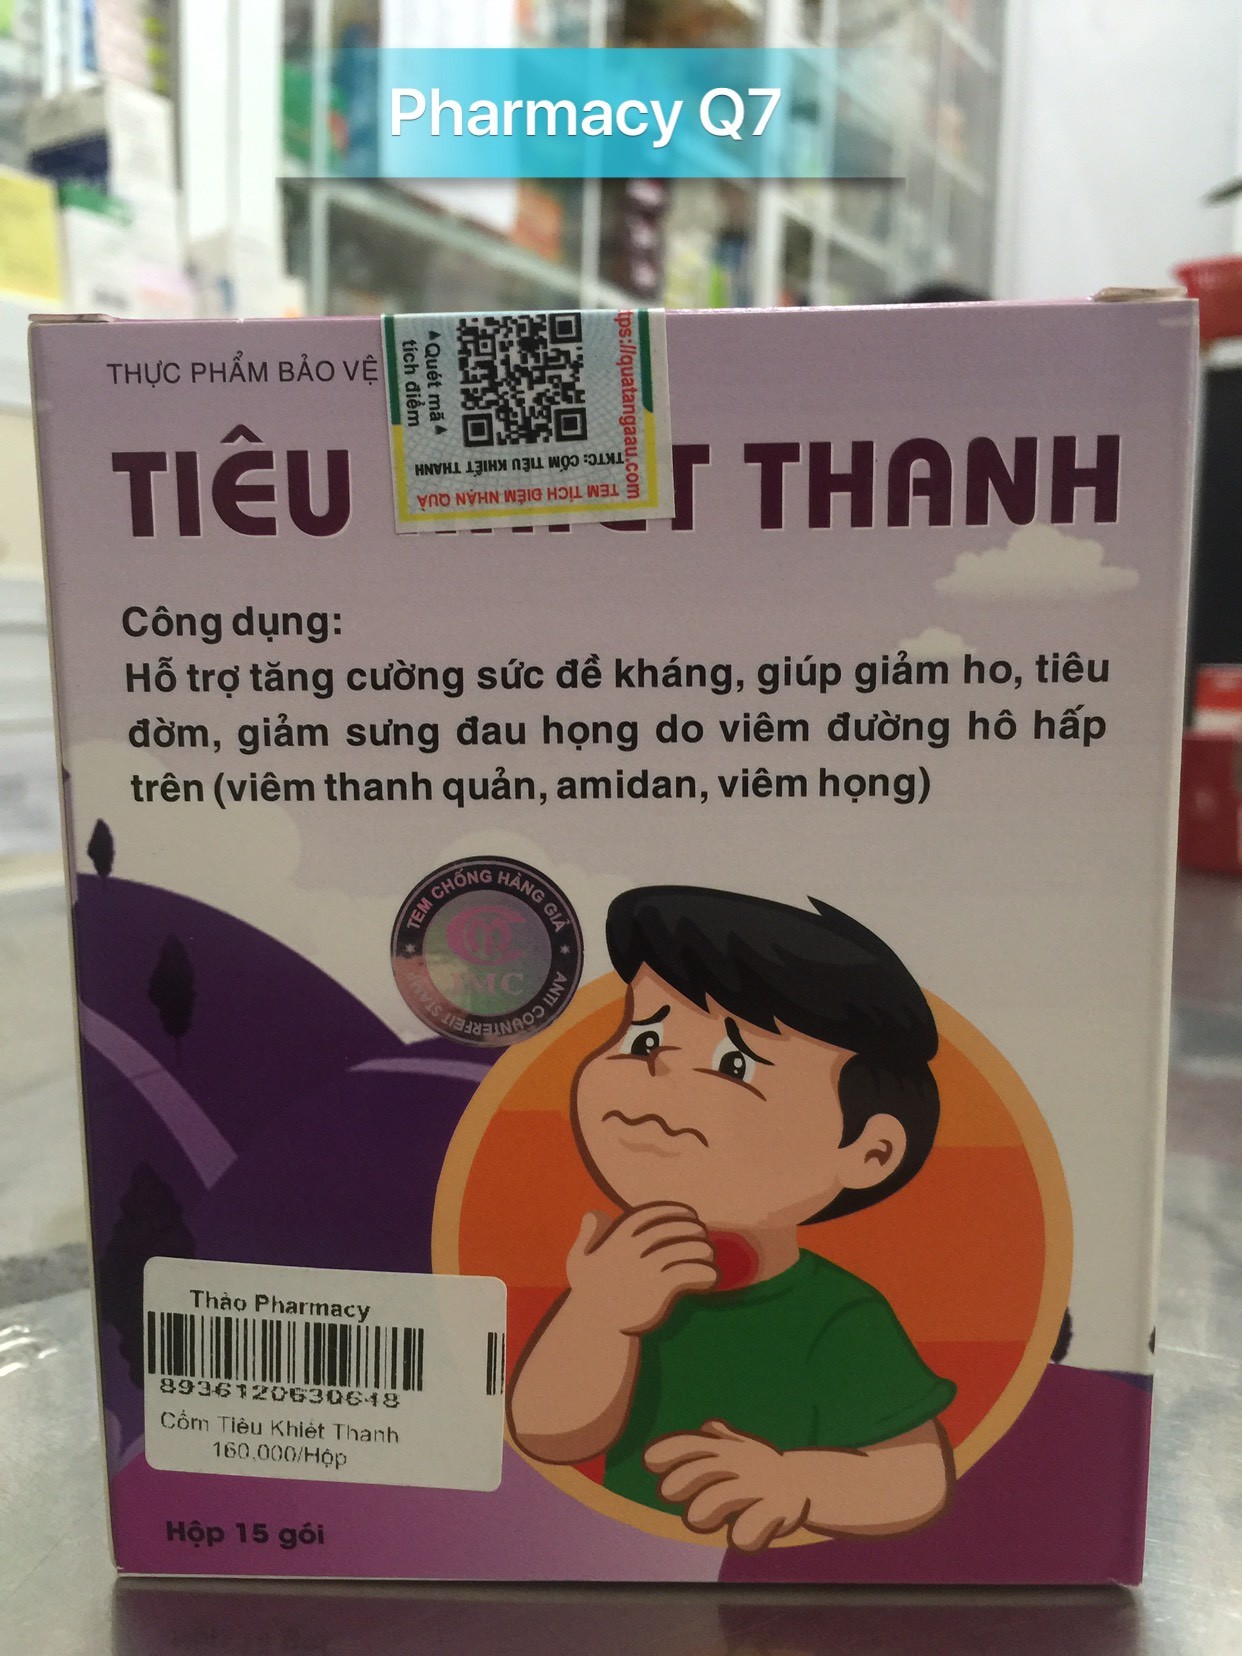 Pharmacy Q7
THỰC PHẨM BẢO VỆ
▲Quét mã▲
tích điểm
tps://quatangaau.com
TKTC: CỐM TIÊU KHIẾT THANH
TEM TÍCH ĐIỂM NHẬN QUÀ
TIÊU THANH
Công dụng:
Hỗ trợ tăng cường sức đề kháng, giúp giảm ho, tiêu
đờm, giảm sưng đau họng do viêm đường hô hấp
trên (viêm thanh quản, amidan, viêm họng)
TEM CHỐNG HÀNG GIẢ
ANTI COUNTERFEIT STAMP
Thảo Pharmacy
8936120630648
Cốm Tiêu Khiết Thanh
160,000/Hộp
Hộp 15 gói